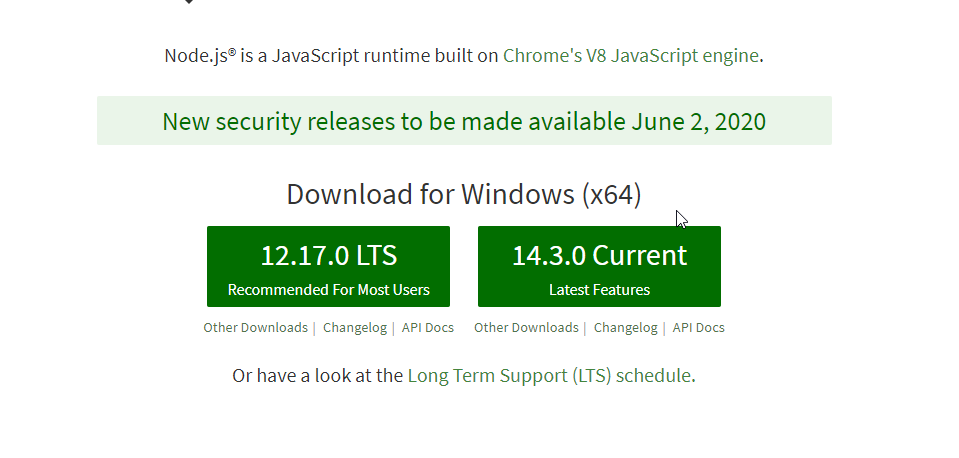 Node.js® is a JavaScript runtime built on Chrome's V8 JavaScript engine.
New security releases to be made available June 2, 2020
Download for Windows (x64)
12.17.0 LTS
Recommended For Most Users
14.3.0 Current
Latest Features
Other Downloads | Changelog | API Docs
Other Downloads | Changelog | API Docs
Or have a look at the Long Term Support (LTS) schedule.